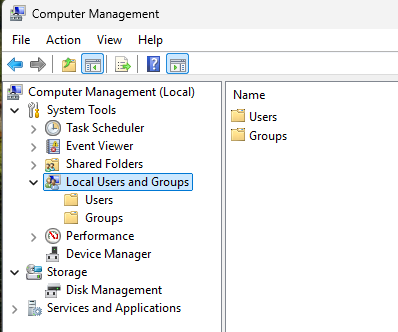 Computer Management
File Action View Help
Computer Management (Local)
System Tools
Task Scheduler
Event Viewer
Shared Folders
Local Users and Groups
Users
Groups
Performance
Device Manager
Storage
Disk Management
Services and Applications
Name
Users
Groups